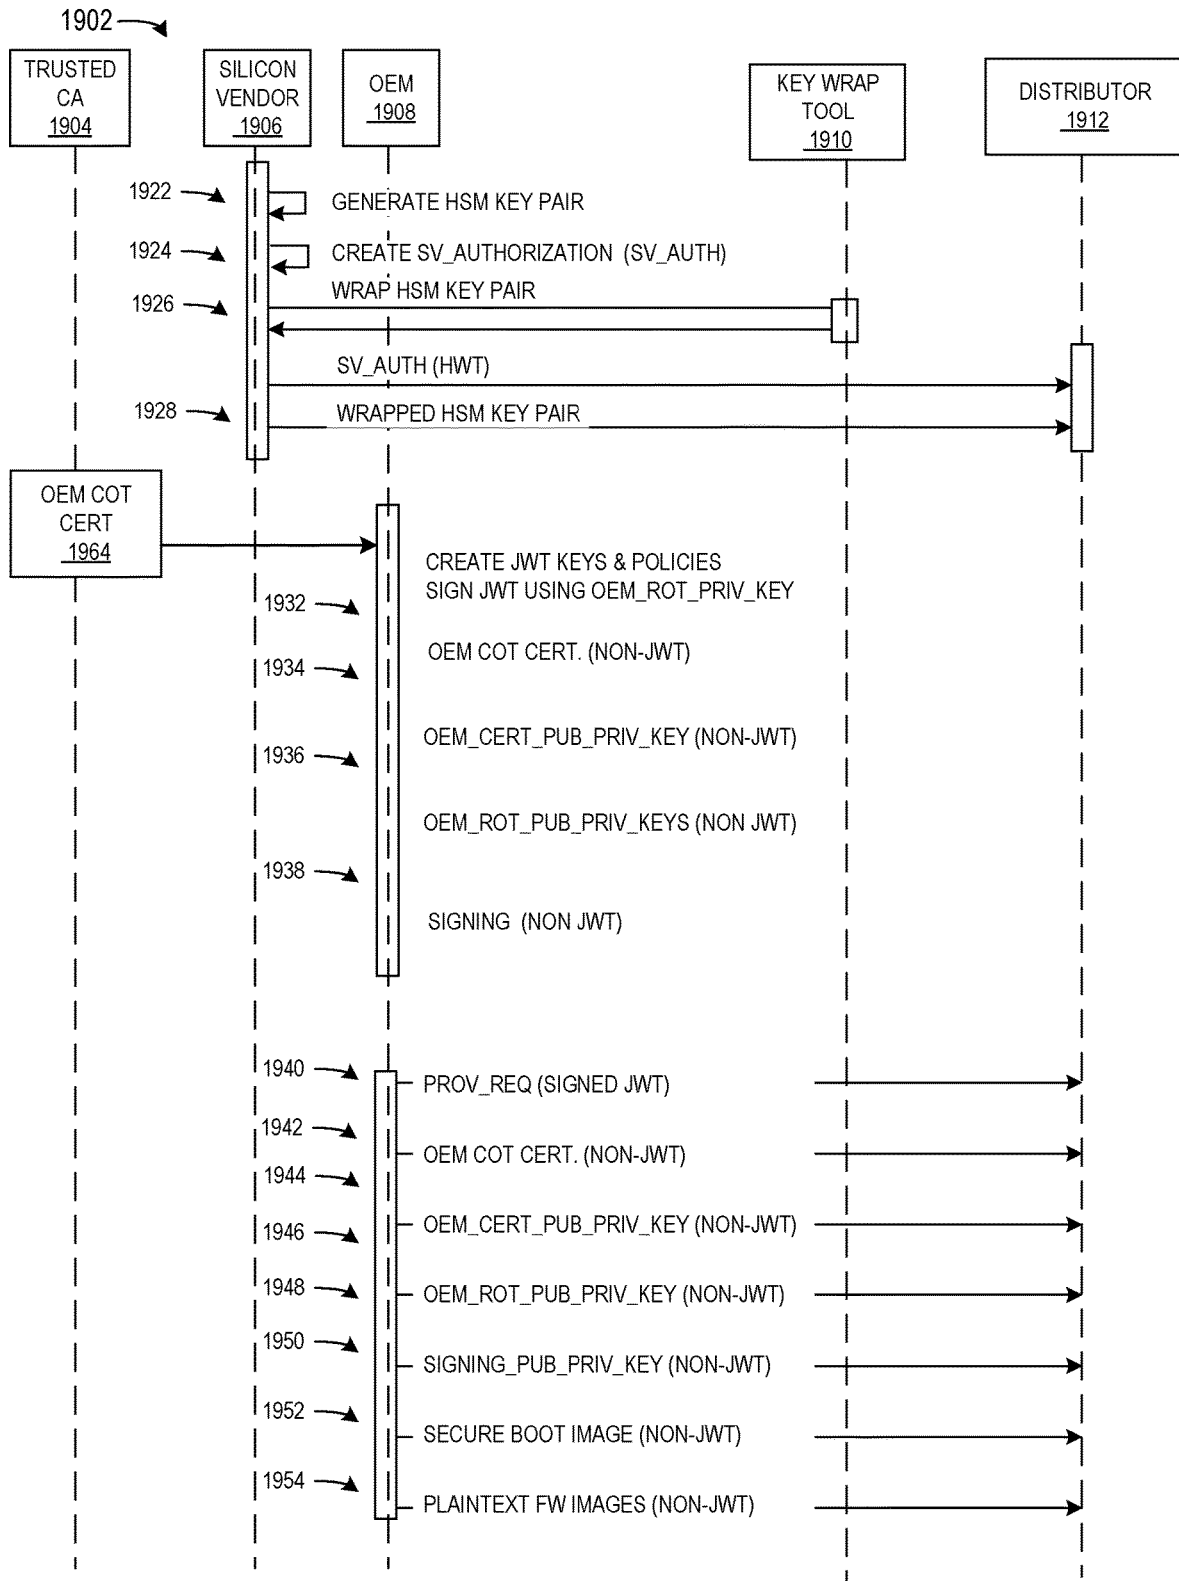 1902
TRUSTED
CA
1904
SILICON
VENDOR
1906
OEM
1908
KEY WRAP
TOOL
1910
DISTRIBUTOR
1912
1922
GENERATE HSM KEY PAIR
1924
CREATE SV_AUTHORIZATION (SV_AUTH)
1926
WRAP HSM KEY PAIR
SV_AUTH (HWT)
1928
WRAPPED HSM KEY PAIR
OEM COT
CERT
1964
CREATE JWT KEYS & POLICIES
SIGN JWT USING OEM_ROT_PRIV_KEY
1932
OEM COT CERT. (NON-JWT)
1934
OEM_CERT_PUB_PRIV_KEY (NON-JWT)
1936
OEM_ROT_PUB_PRIV_KEYS (NON JWT)
1938
SIGNING (NON JWT)
1940
PROV_REQ (SIGNED JWT)
1942
OEM COT CERT. (NON-JWT)
1944
OEM_CERT_PUB_PRIV_KEY (NON-JWT)
1946
1948
OEM_ROT_PUB_PRIV_KEY (NON-JWT)
1950
SIGNING_PUB_PRIV_KEY (NON-JWT)
1952
SECURE BOOT IMAGE (NON-JWT)
1954
PLAINTEXT FW IMAGES (NON-JWT)